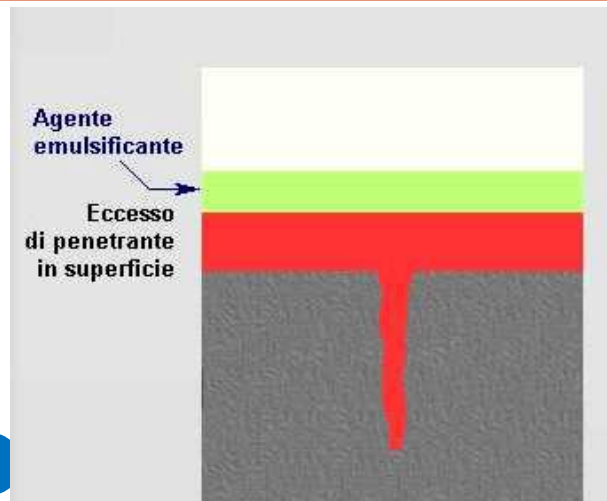 Agente
emulsificante
Eccesso
di penetrante
in superficie